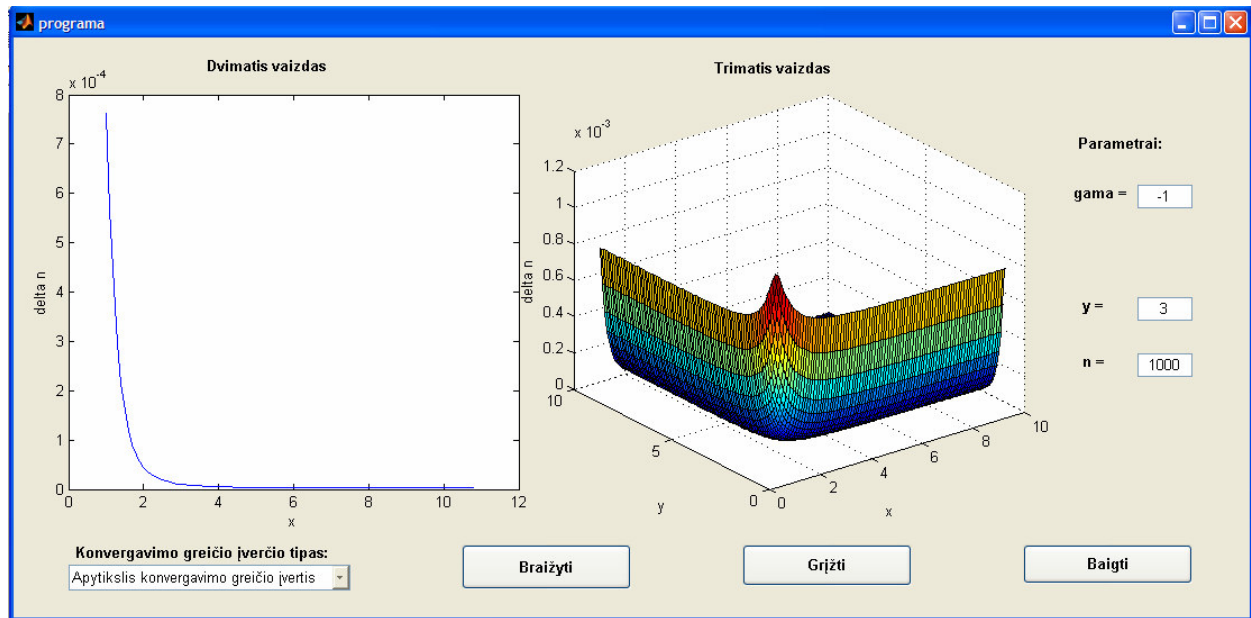 programa
Dvimatis vaizdas
x 10-4
8
7
6
5
4
3
2
1
0
delta n
0 2 4 6 8 10 12
x
Trimatis vaizdas
x 10-3
1.2
1
0.8
0.6
0.4
0.2
0
delta n
10 5 0
y
0 2 4 6 8 10
x
Parametrai:
gama = -1
y = 3
n = 1000
Konvergavimo greičio įverčio tipas:
Apytikslis konvergavimo greičio įvertis
Braižyti
Grįžti
Baigti